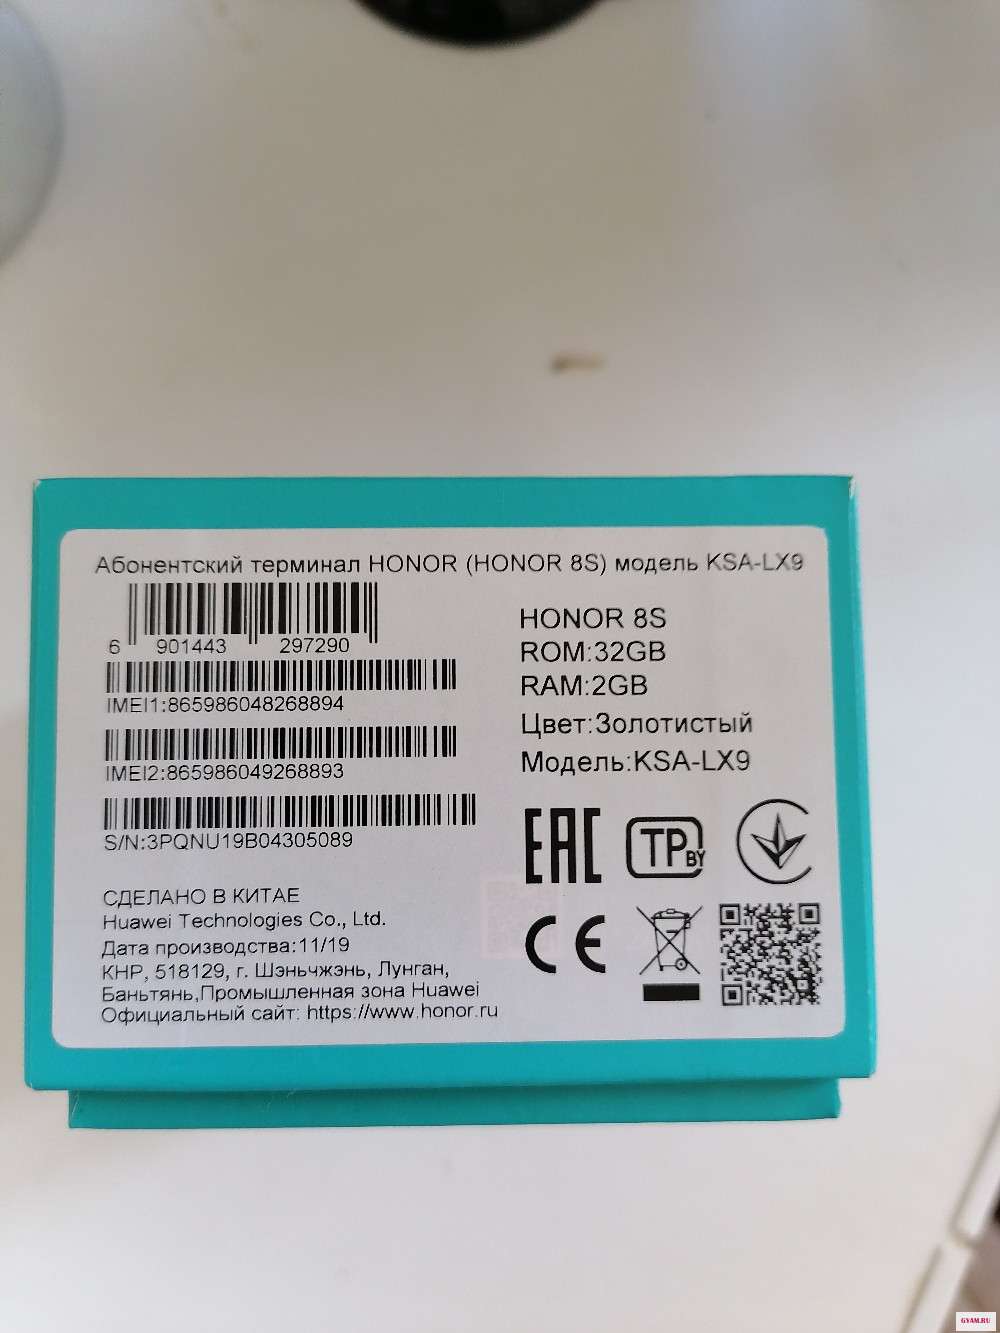 Абонентский терминал HONOR (HONOR 8S) модель KSA-LX9
6 901443 297290
IMEI1:865986048268894
IMEI2:865986049268893
S/N:3PQNU19B04305089
HONOR 8S
ROM:32GB
RAM:2GB
Цвет:Золотистый
Модель:KSA-LX9
EAC
TP BY
CE
СДЕЛАНО В КИТАЕ
Huawei Technologies Co., Ltd.
Дата производства:11/19
КНР, 518129, г. Шэньчжэнь, Лунган,
Баньтянь,Промышленная зона Huawei
Официальный сайт: https://www.honor.ru
GYAM.RU